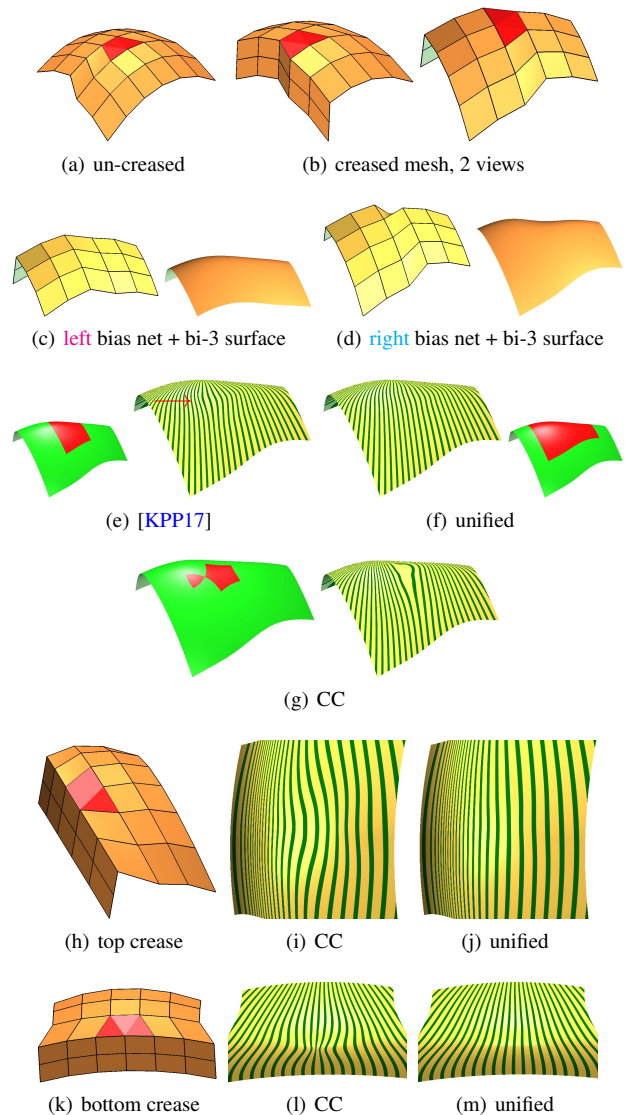 (a) un-creased
(b) creased mesh, 2 views
(c) left bias net + bi-3 surface
(d) right bias net + bi-3 surface
(e) [KPP17]
(f) unified
(g) CC
(h) top crease
(i) CC
(j) unified
(k) bottom crease
(l) CC
(m) unified